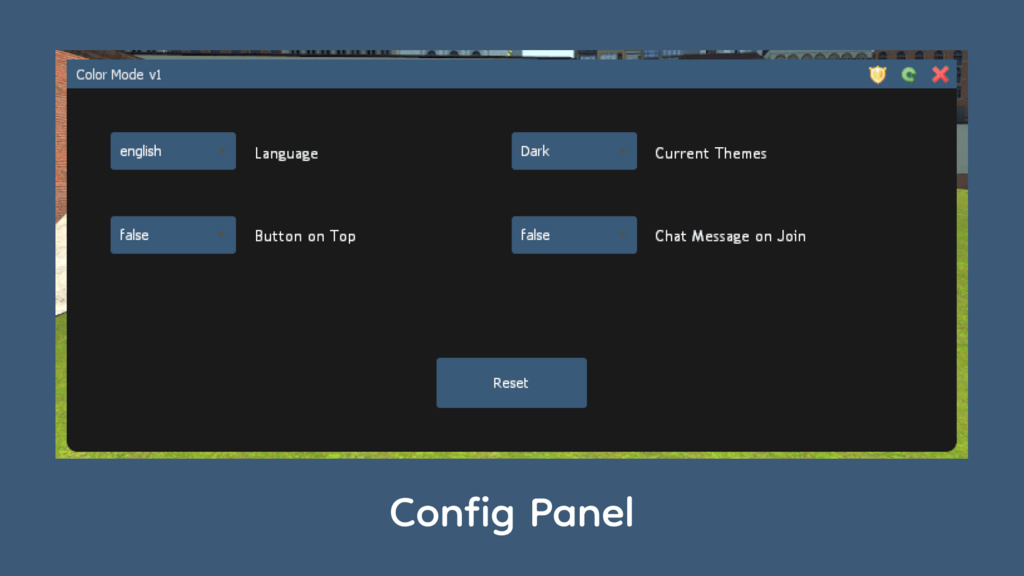 Color Mode v1
english
Language
Dark
Current Themes
false
Button on Top
false
Chat Message on Join
Reset
Config Panel